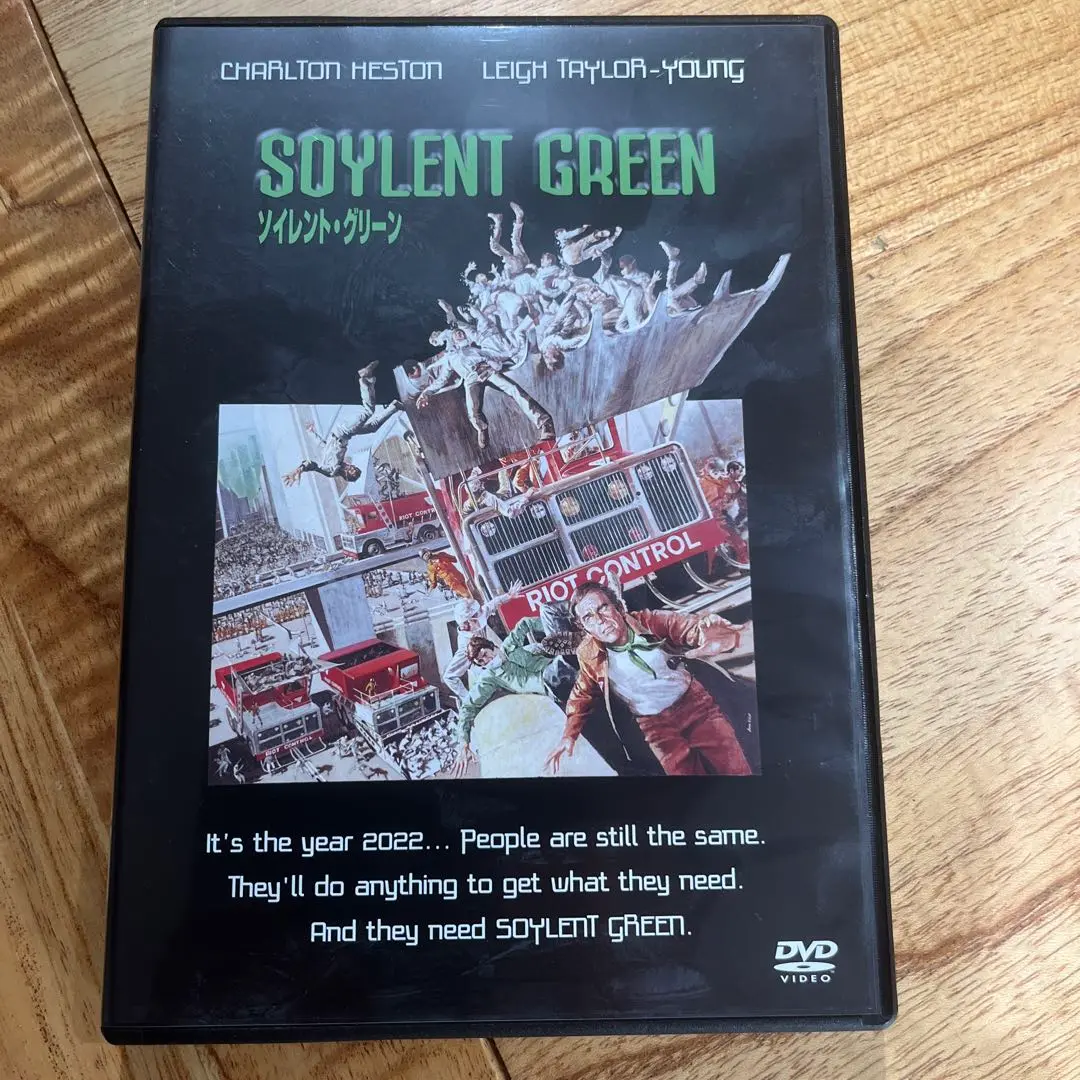 CHARLTON HESTON LEIGH TAYLOR-YOUNG
SOYLENT GREEN
ソイレント・グリーン
RIOT CONTROL
RIOT CONTROL
It's the year 2022... People are still the same.
They'll do anything to get what they need.
And they need SOYLENT GREEN.
DVD
VIDEO